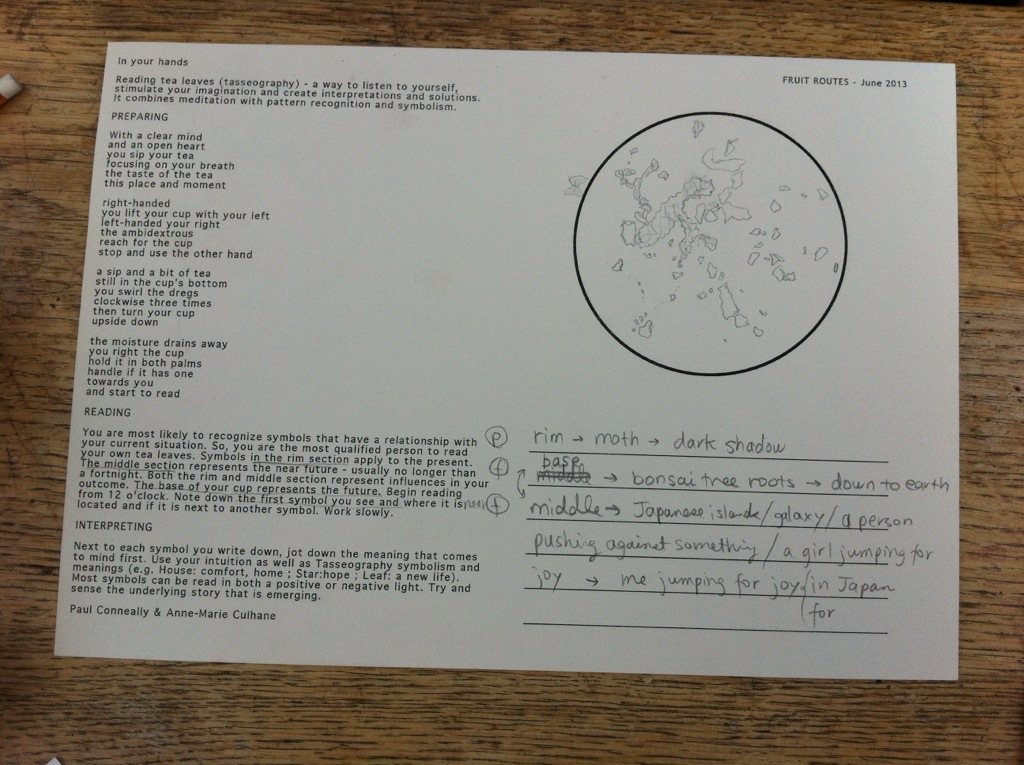 In your hands
FRUIT ROUTES - June 2013
Reading tea leaves (tasseography) - a way to listen to yourself,
stimulate your imagination and create interpretations and solutions.
It combines meditation with pattern recognition and symbolism.
PREPARING
With a clear mind
and an open heart
you sip your tea
focusing on your breath
the taste of the tea
this place and moment
right-handed
you lift your cup with your left
left-handed your right
the ambidextrous
reach for the cup
stop and use the other hand
a sip and a bit of tea
still in the cup's bottom
you swirl the dregs
clockwise three times
then turn your cup
upside down
the moisture drains away
you right the cup
hold it in both palms
handle if it has one
towards you
and start to read
READING
You are most likely to recognize symbols that have a relationship with
your current situation. So, you are the most qualified person to read
your own tea leaves. Symbols in the rim section apply to the present.
The middle section represents the near future - usually no longer than
a fortnight. Both the rim and middle section represent influences in your
outcome. The base of your cup represents the future. Begin reading
from 12 o'clock. Note down the first symbol you see and where it is
located and if it is next to another symbol. Work slowly.
INTERPRETING
Next to each symbol you write down, jot down the meaning that comes
to mind first. Use your intuition as well as Tasseography symbolism and
meanings (e.g. House: comfort, home ; Star:hope ; Leaf: a new life).
Most symbols can be read in both a positive or negative light. Try and
sense the underlying story that is emerging.
Paul Conneally & Anne-Marie Culhane
(p) rim → moth → dark shadow
base
(f) middle → bonsai tree roots → down to earth
near (f) middle → Japanese islands/galaxy/a person
pushing against something / a girl jumping for
joy → me jumping for joy/in Japan
(for